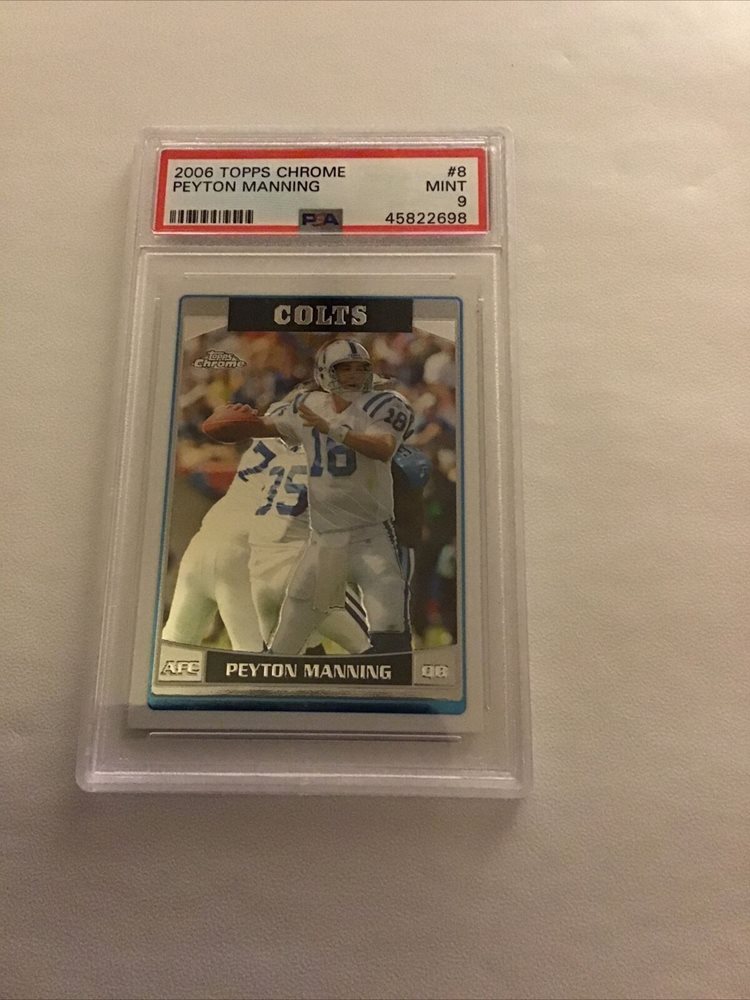 2006 TOPPS CHROME #8
PEYTON MANNING MINT
9
PSA 45822698
COLTS
Topps
Chrome
18
18
75
AFC PEYTON MANNING QB